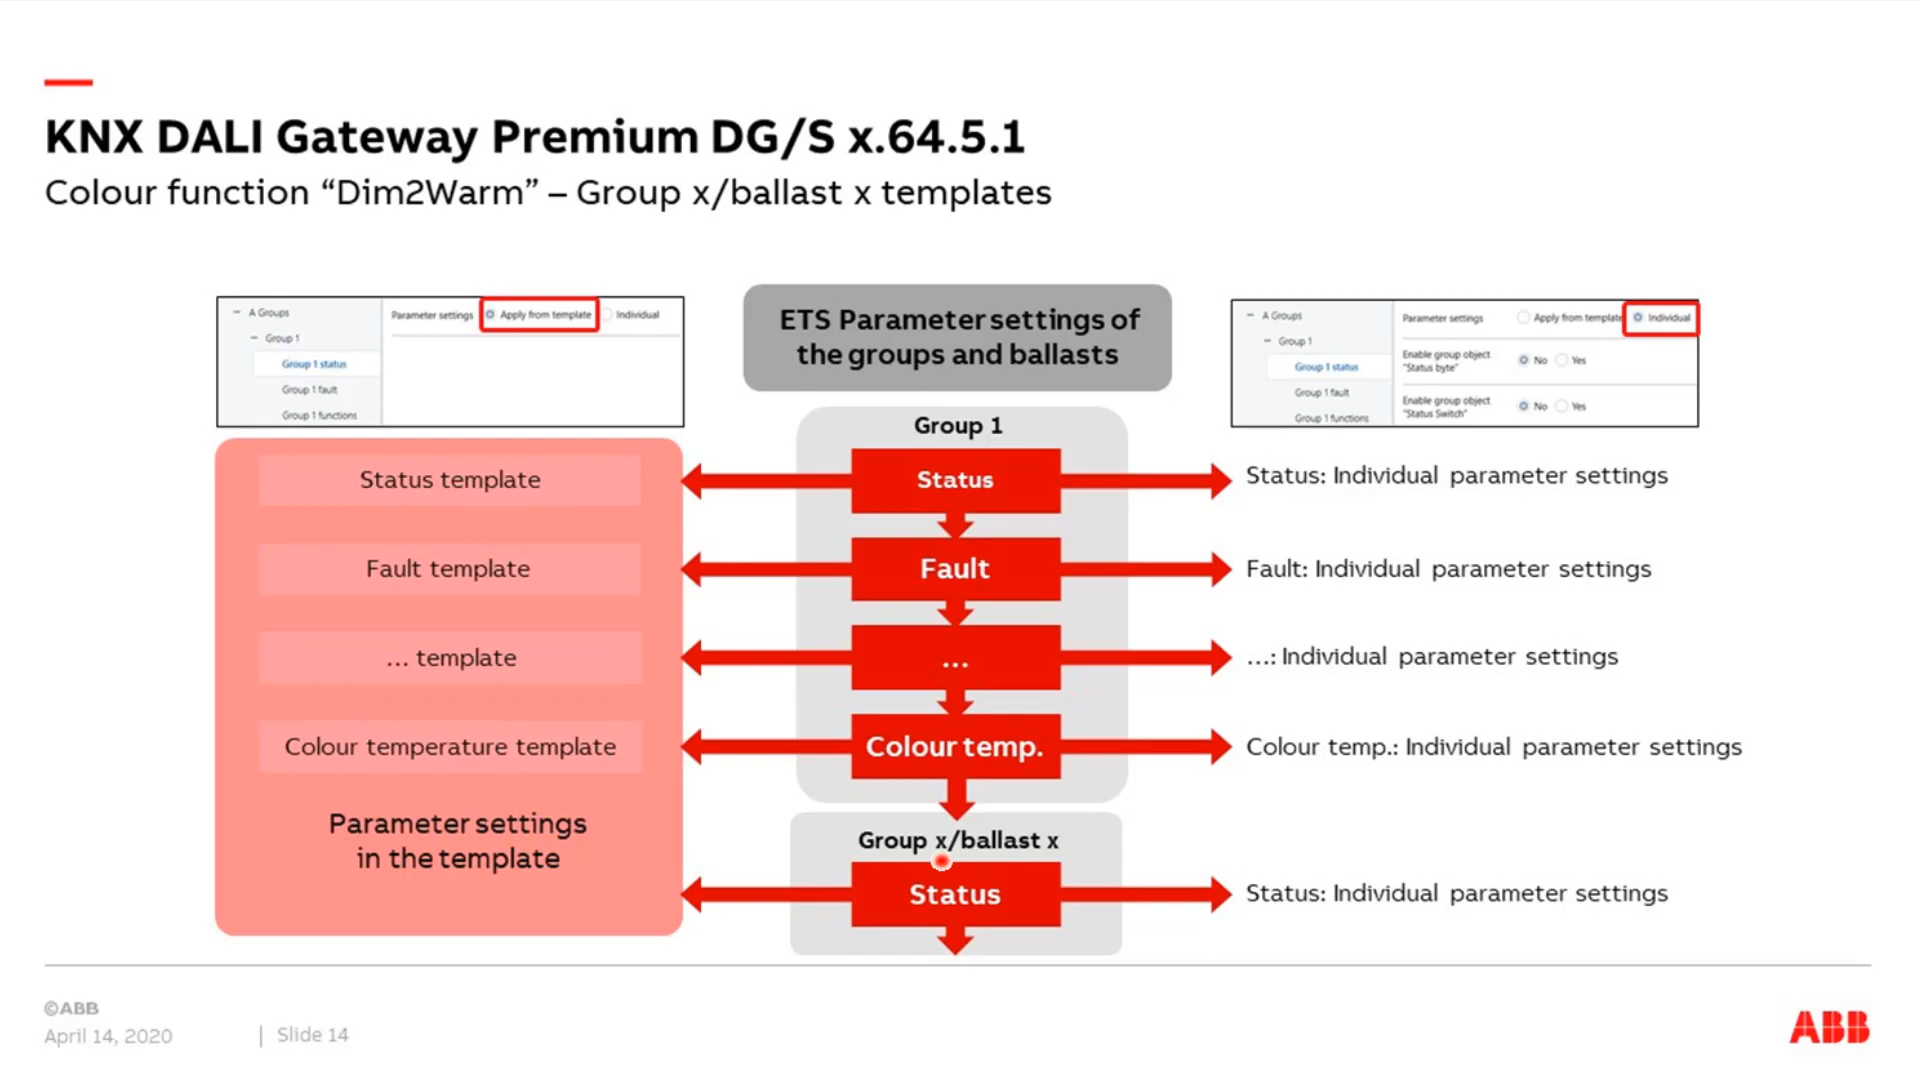 KNX DALI Gateway Premium DG/S x.64.5.1
Colour function “Dim2Warm” – Group x/ballast x templates
A Groups
Group 1
Group 1 status
Group 1 fault
Group 1 functions
Parameter settings Apply from template Individual
ETS Parameter settings of
the groups and ballasts
A Groups
Group 1
Group 1 status
Group 1 fault
Group 1 functions
Parameter settings Apply from template Individual
Enable group object
"Status byte"
No Yes
Enable group object
"Status Switch"
No Yes
Group 1
Status template
Status
Status: Individual parameter settings
Fault template
Fault
Fault: Individual parameter settings
... template
...
...: Individual parameter settings
Colour temperature template
Colour temp.
Colour temp.: Individual parameter settings
Parameter settings
in the template
Group x/ballast x
Status
Status: Individual parameter settings
©ABB
April 14, 2020
| Slide 14
ABB